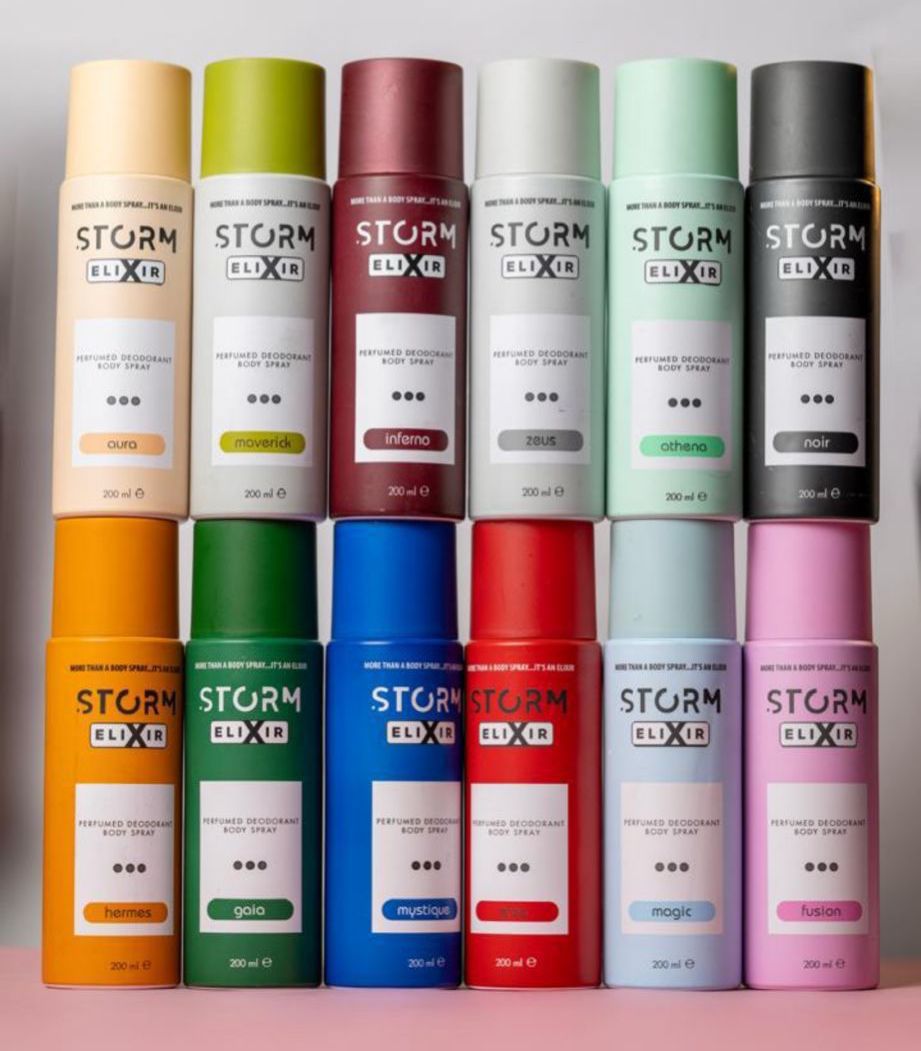 MORE THAN A BODY SPRAY...IT'S AN ELIXIR
STORM
ELIXIR
PERFUMED DEODORANT
BODY SPRAY
aura
200 ml ℮
MORE THAN A BODY SPRAY...IT'S AN ELIXIR
STORM
ELIXIR
PERFUMED DEODORANT
BODY SPRAY
maverick
200 ml ℮
MORE THAN A BODY SPRAY...IT'S AN ELIXIR
STORM
ELIXIR
PERFUMED DEODORANT
BODY SPRAY
inferno
200 ml ℮
MORE THAN A BODY SPRAY...IT'S AN ELIXIR
STORM
ELIXIR
PERFUMED DEODORANT
BODY SPRAY
zeus
200 ml ℮
MORE THAN A BODY SPRAY...IT'S AN ELIXIR
STORM
ELIXIR
PERFUMED DEODORANT
BODY SPRAY
athena
200 ml ℮
MORE THAN A BODY SPRAY...IT'S AN ELIXIR
STORM
ELIXIR
PERFUMED DEODORANT
BODY SPRAY
noir
200 ml ℮
MORE THAN A BODY SPRAY...IT'S AN ELIXIR
STORM
ELIXIR
PERFUMED DEODORANT
BODY SPRAY
hermes
200 ml ℮
MORE THAN A BODY SPRAY...IT'S AN ELIXIR
STORM
ELIXIR
PERFUMED DEODORANT
BODY SPRAY
gaia
200 ml ℮
MORE THAN A BODY SPRAY...IT'S AN
STORM
ELIXIR
PERFUMED DEODORANT
BODY SPRAY
mystique
200 ml ℮
MORE THAN A BODY SPRAY...IT'S AN ELIXIR
STORM
ELIXIR
PERFUMED DEODORANT
BODY SPRAY
200 ml ℮
MORE THAN A BODY SPRAY...IT'S AN ELIXIR
STORM
ELIXIR
PERFUMED DEODORANT
BODY SPRAY
magic
200 ml ℮
MORE THAN A BODY SPRAY...IT'S AN ELIXIR
STORM
ELIXIR
PERFUMED DEODORANT
BODY SPRAY
fusion
200 ml ℮